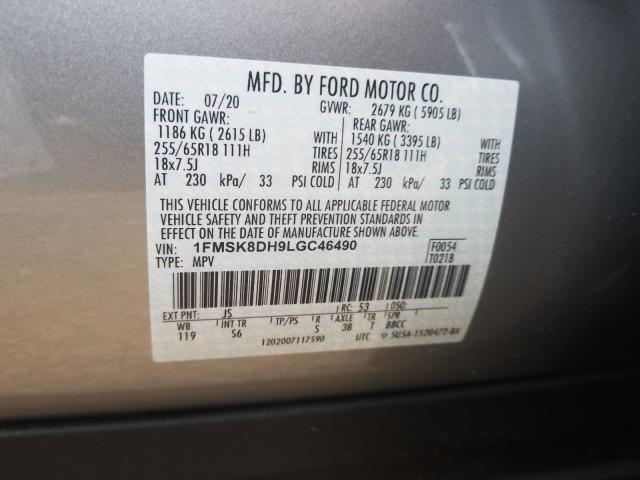 MFD. BY FORD MOTOR CO.
DATE: 07/20 GVWR: 2679 KG ( 5905 LB)
FRONT GAWR: REAR GAWR:
1186 KG ( 2615 LB) WITH 1540 KG ( 3395 LB) WITH
255/65R18 111H TIRES 255/65R18 111H TIRES
18x7.5J RIMS 18x7.5J RIMS
AT 230 kPa/ 33 PSI COLD AT 230 kPa/ 33 PSI COLD
THIS VEHICLE CONFORMS TO ALL APPLICABLE FEDERAL MOTOR
VEHICLE SAFETY AND THEFT PREVENTION STANDARDS IN
EFFECT ON THE DATE OF MANUFACTURE SHOWN ABOVE.
VIN: 1FMSK8DH9LGC46490 F0054
TYPE: MPV T0218
EXT PNT: JS RC: 53 DSO:
WB INT TR TP/PS R AXLE TR SPR
119 S6 S 38 T BBCC
1202007117590 UTC 5U5A-1520472-BA